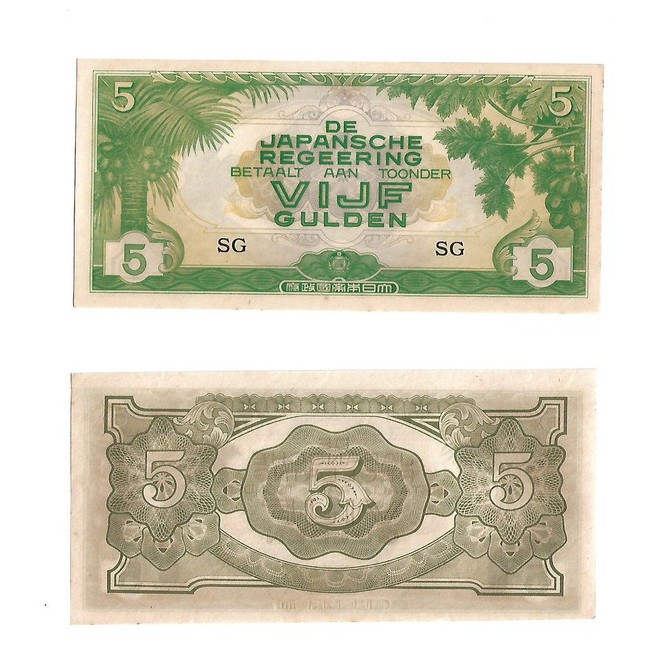 5 5
DE
JAPANSCHE
REGEERING
BETAALT AAN TOONDER
VIJF
GULDEN
SG SG
5 5
府政國帝本日大
5 5 5